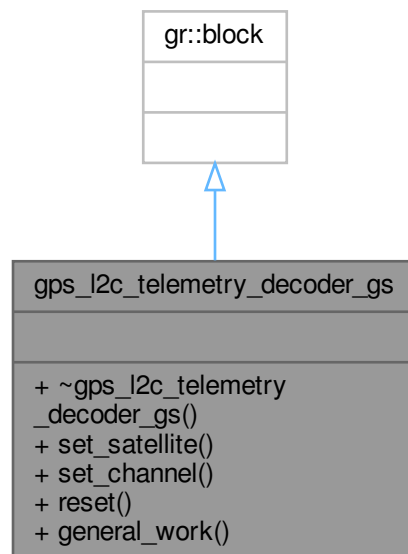 gr::block
gps_l2c_telemetry_decoder_gs
+ ~gps_l2c_telemetry
_decoder_gs()
+ set_satellite()
+ set_channel()
+ reset()
+ general_work()